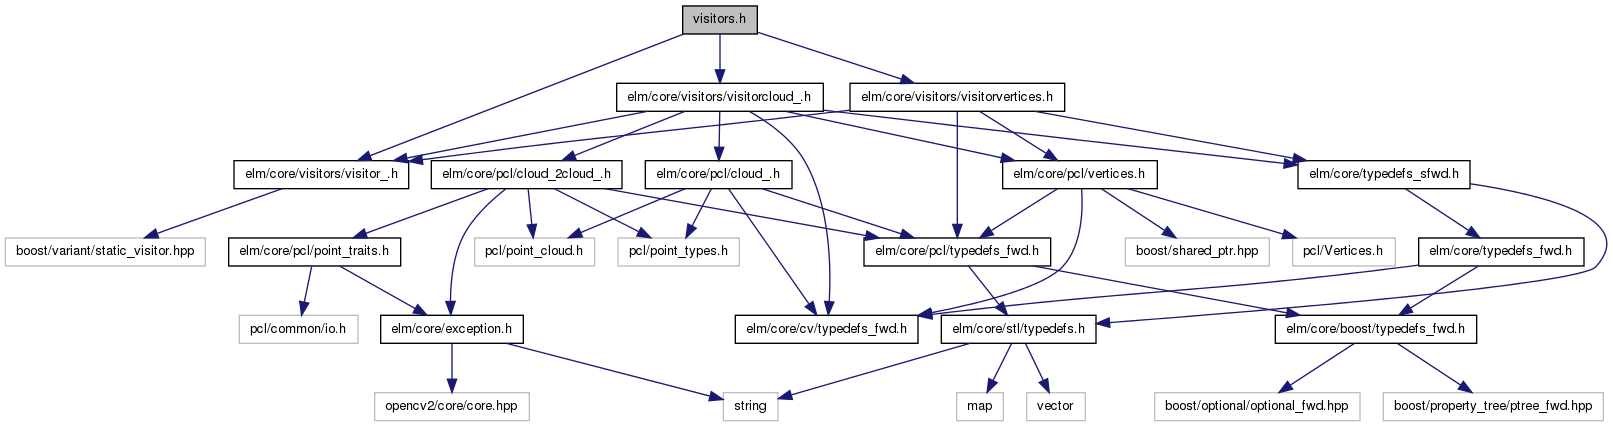 visitors.h
elm/core/visitors/visitorcloud_.h
elm/core/visitors/visitorvertices.h
elm/core/visitors/visitor_.h
elm/core/pcl/cloud_2cloud_.h
elm/core/pcl/cloud_.h
elm/core/pcl/vertices.h
elm/core/typedefs_sfwd.h
boost/variant/static_visitor.hpp
elm/core/pcl/point_traits.h
pcl/point_cloud.h
pcl/point_types.h
elm/core/pcl/typedefs_fwd.h
boost/shared_ptr.hpp
pcl/Vertices.h
elm/core/typedefs_fwd.h
pcl/common/io.h
elm/core/exception.h
elm/core/cv/typedefs_fwd.h
elm/core/stl/typedefs.h
elm/core/boost/typedefs_fwd.h
opencv2/core/core.hpp
string
map
vector
boost/optional/optional_fwd.hpp
boost/property_tree/ptree_fwd.hpp